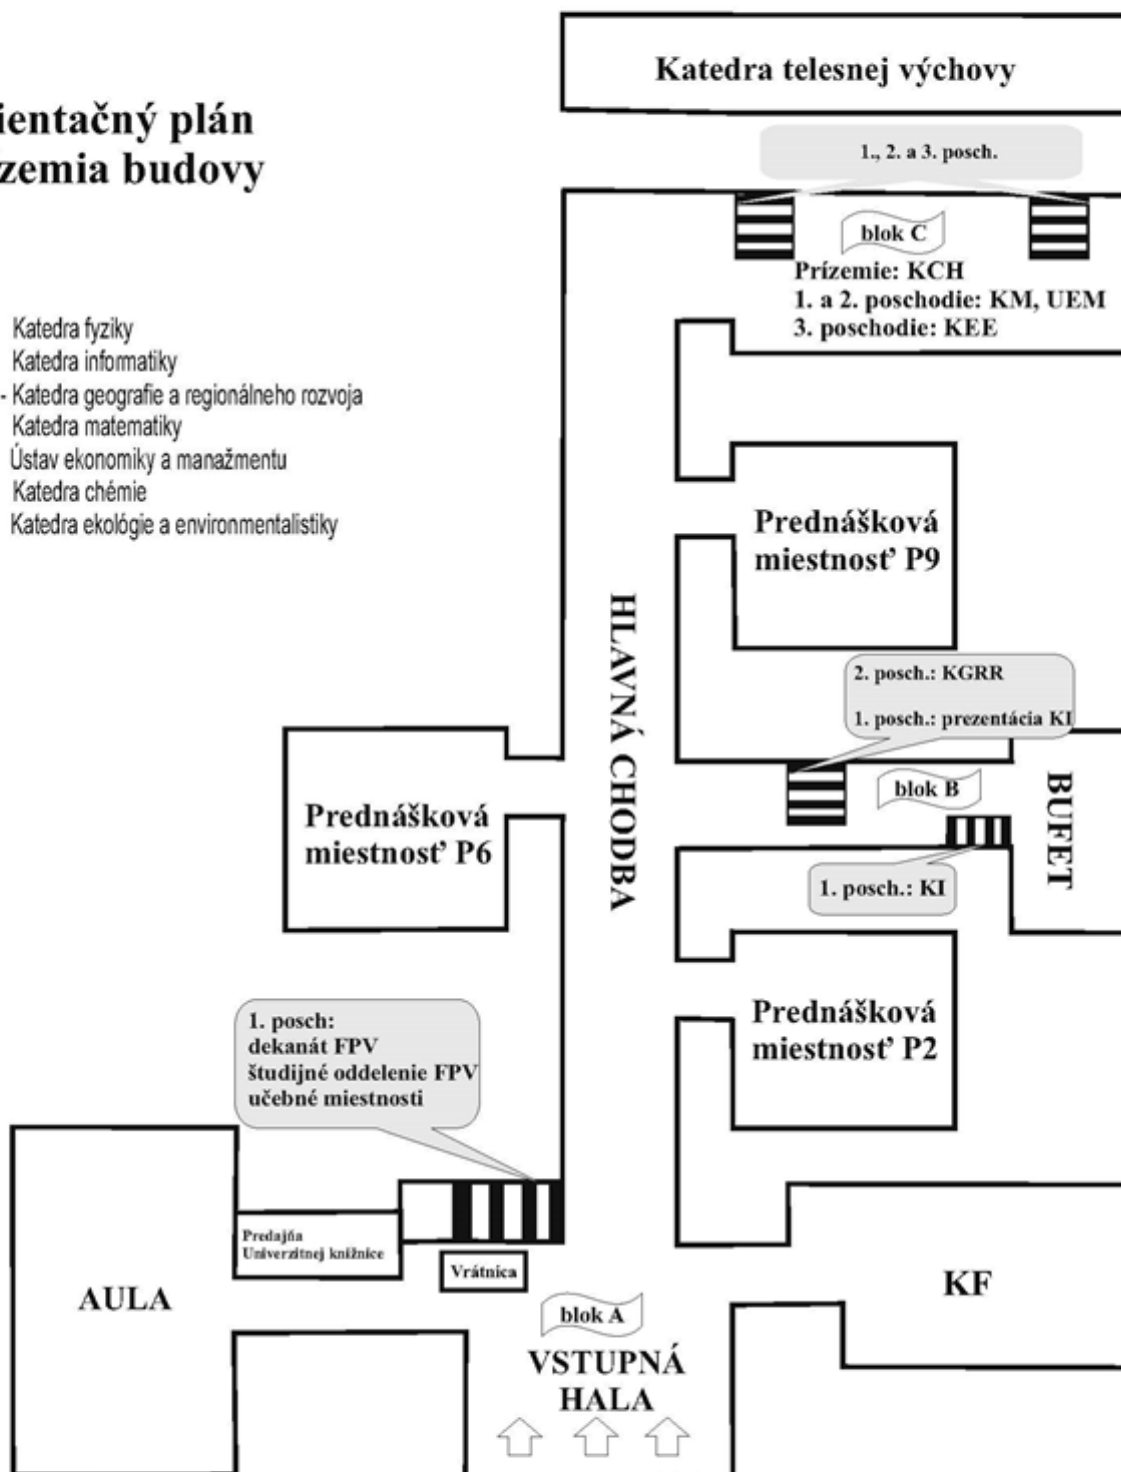 Katedra telesnej výchovy
ientačný plán
zemia budovy
1., 2. a 3. posch.
blok C
Prízemie: KCH
1. a 2. poschodie: KM, UEM
3. poschodie: KEE
Katedra fyziky
Katedra informatiky
- Katedra geografie a regionálneho rozvoja
Katedra matematiky
Ústav ekonomiky a manažmentu
Katedra chémie
Katedra ekológie a environmentalistiky
Prednášková
miestnosť P9
HLAVNÁ CHODBA
2. posch.: KGRR
1. posch.: prezentácia KI
blok B
BUFET
Prednášková
miestnosť P6
1. posch.: KI
Prednášková
miestnosť P2
1. posch:
dekanát FPV
študijné oddelenie FPV
učebné miestnosti
Predajňa
Univerzitnej knižnice
Vrátnica
AULA
KF
blok A
VSTUPNÁ
HALA